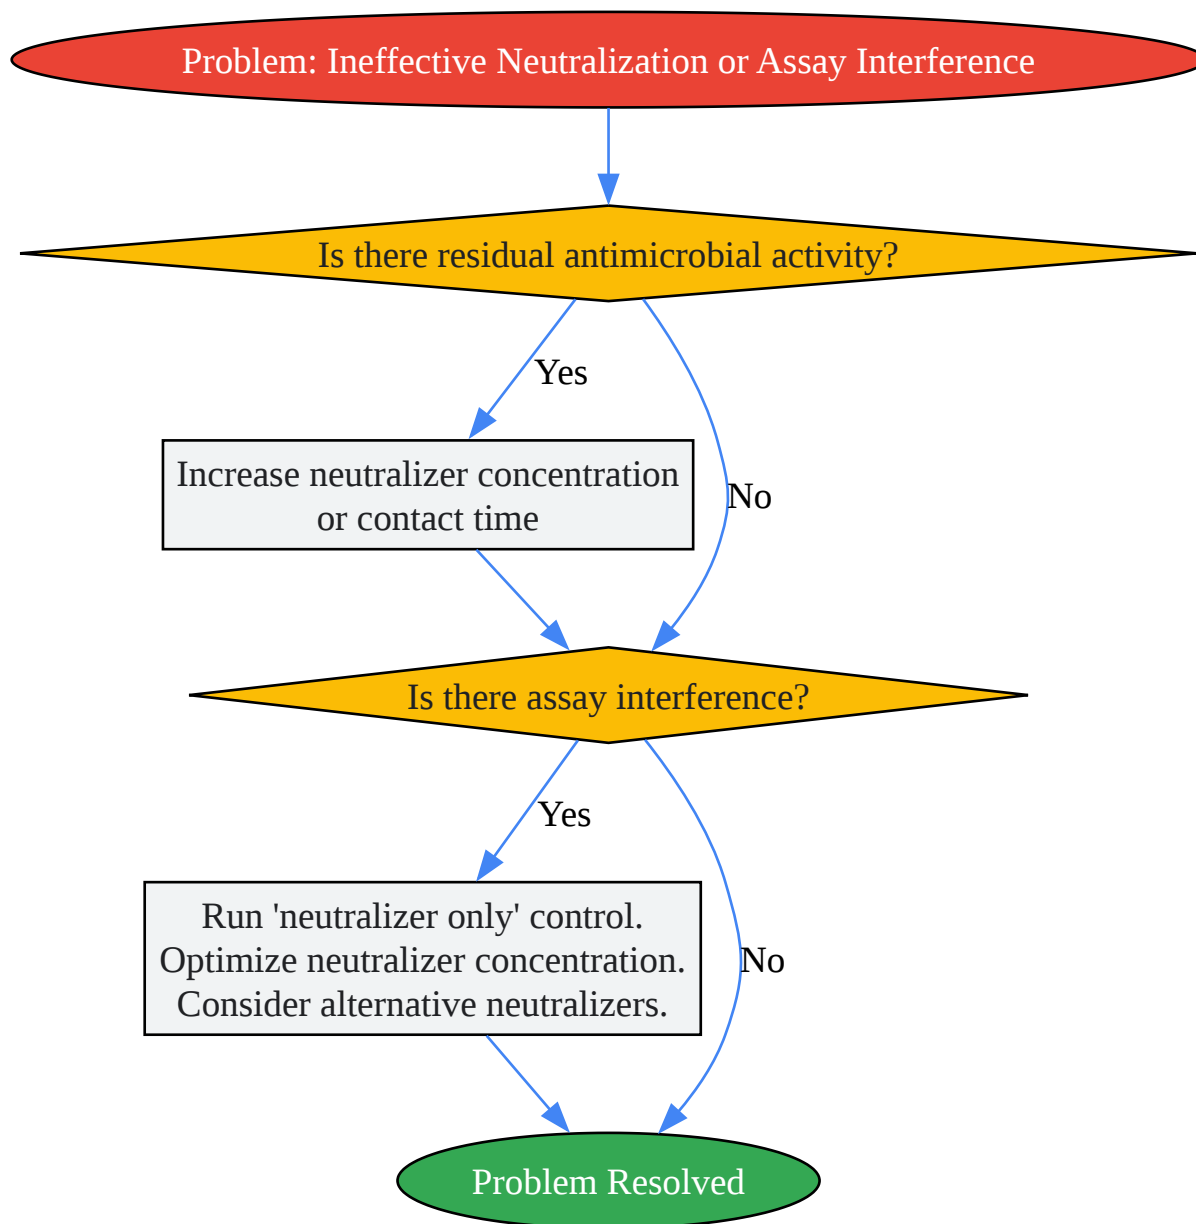 Problem: Ineffective Neutralization or Assay Interference
Is there residual antimicrobial activity?
Yes
Increase neutralizer concentration
or contact time
No
Is there assay interference?
Yes
Run 'neutralizer only' control.
Optimize neutralizer concentration.
Consider alternative neutralizers.
No
Problem Resolved